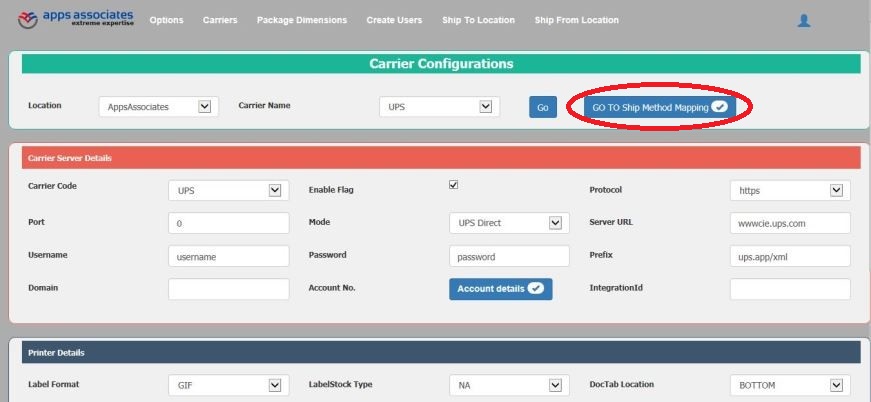 apps associates Options Carriers Package Dimensions Create Users Ship To Location Ship From Location
extreme expertise
Carrier Configurations
Location AppsAssociates Carrier Name UPS Go GO TO Ship Method Mapping
Carrier Server Details
Carrier Code UPS Enable Flag Protocol https
Port 0 Mode UPS Direct Server URL wwwcie.ups.com
Username username Password password Prefix ups.app/xml
Domain Account No. Account details IntegrationId
Printer Details
Label Format GIF LabelStock Type NA DocTab Location BOTTOM